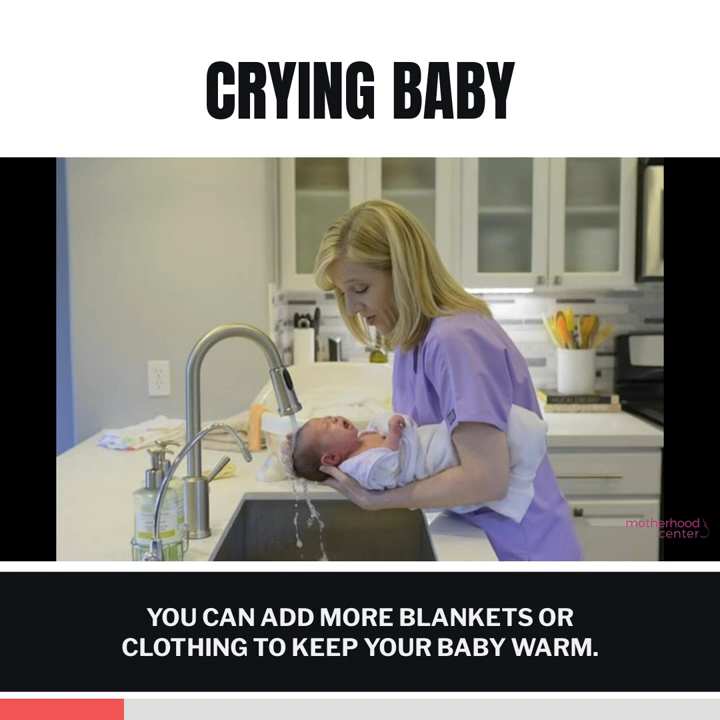 CRYING BABY
motherhood
center
YOU CAN ADD MORE BLANKETS OR
CLOTHING TO KEEP YOUR BABY WARM.